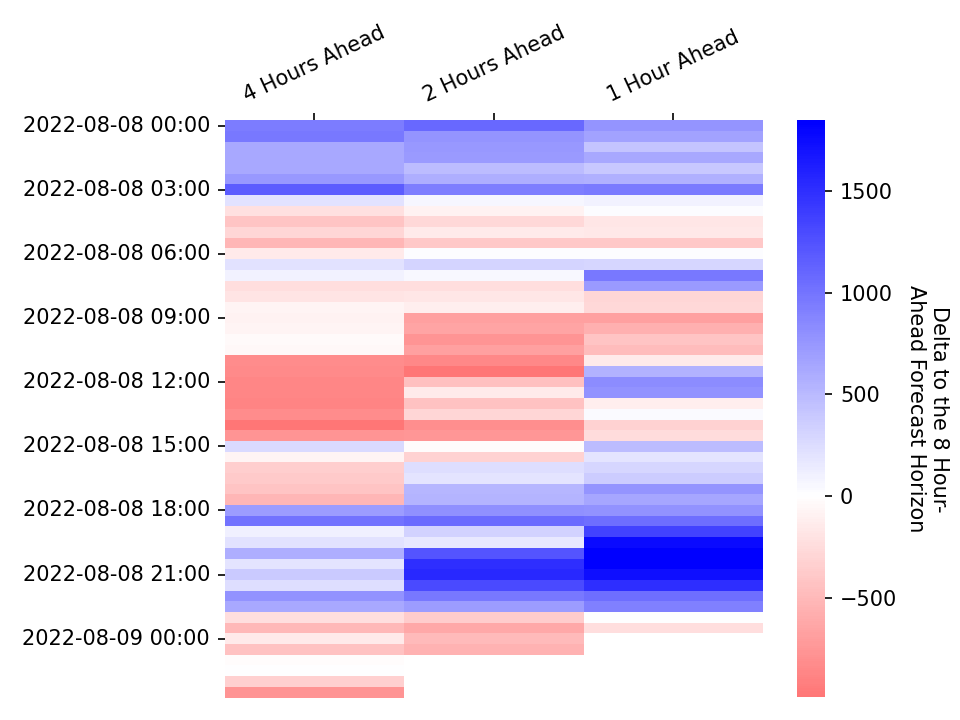 4 Hours Ahead
2 Hours Ahead
1 Hour Ahead
2022-08-08 00:00
2022-08-08 03:00
2022-08-08 06:00
2022-08-08 09:00
2022-08-08 12:00
2022-08-08 15:00
2022-08-08 18:00
2022-08-08 21:00
2022-08-09 00:00
1500
1000
500
0
−500
Delta to the 8 Hour-
Ahead Forecast Horizon